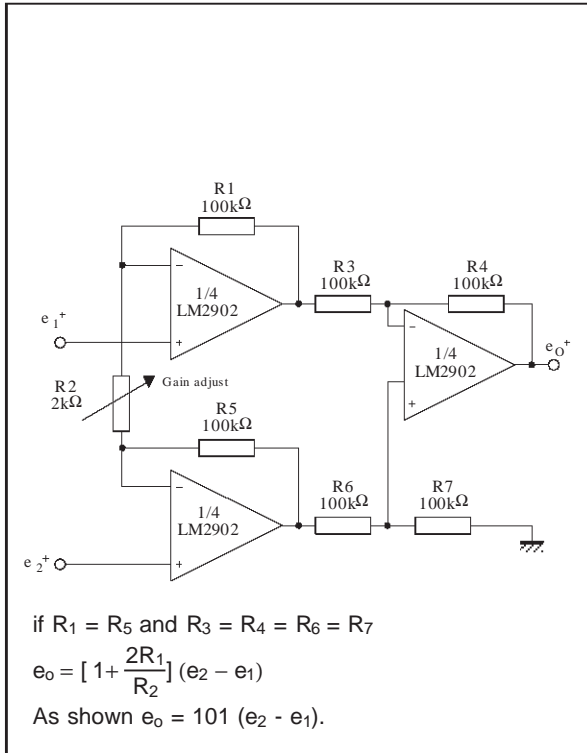 R1
100kΩ
R3
100kΩ
R4
100kΩ
1/4
LM2902
e1+
eO+
1/4
LM2902
R2
2kΩ
Gain adjust
R5
100kΩ
R6
100kΩ
R7
100kΩ
1/4
LM2902
e2+
if R1 = R5 and R3 = R4 = R6 = R7
eo = [ 1+ 2R1/R2 ] (e2 − e1)
As shown eo = 101 (e2 - e1).